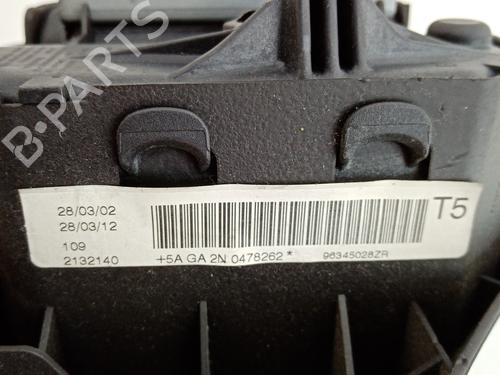 B-PARTS
28/03/02
28/03/12
T5
109
2132140
+5A GA 2N 0478262*
96345028ZR